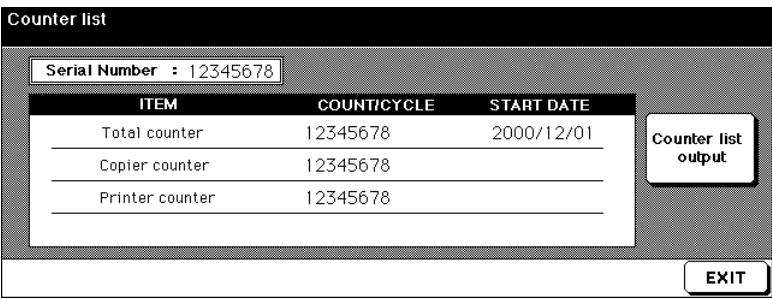 Counter list
Serial Number : 12345678
ITEM COUNT/CYCLE START DATE
Total counter 12345678 2000/12/01
Copier counter 12345678
Printer counter 12345678
Counter list
output
EXIT